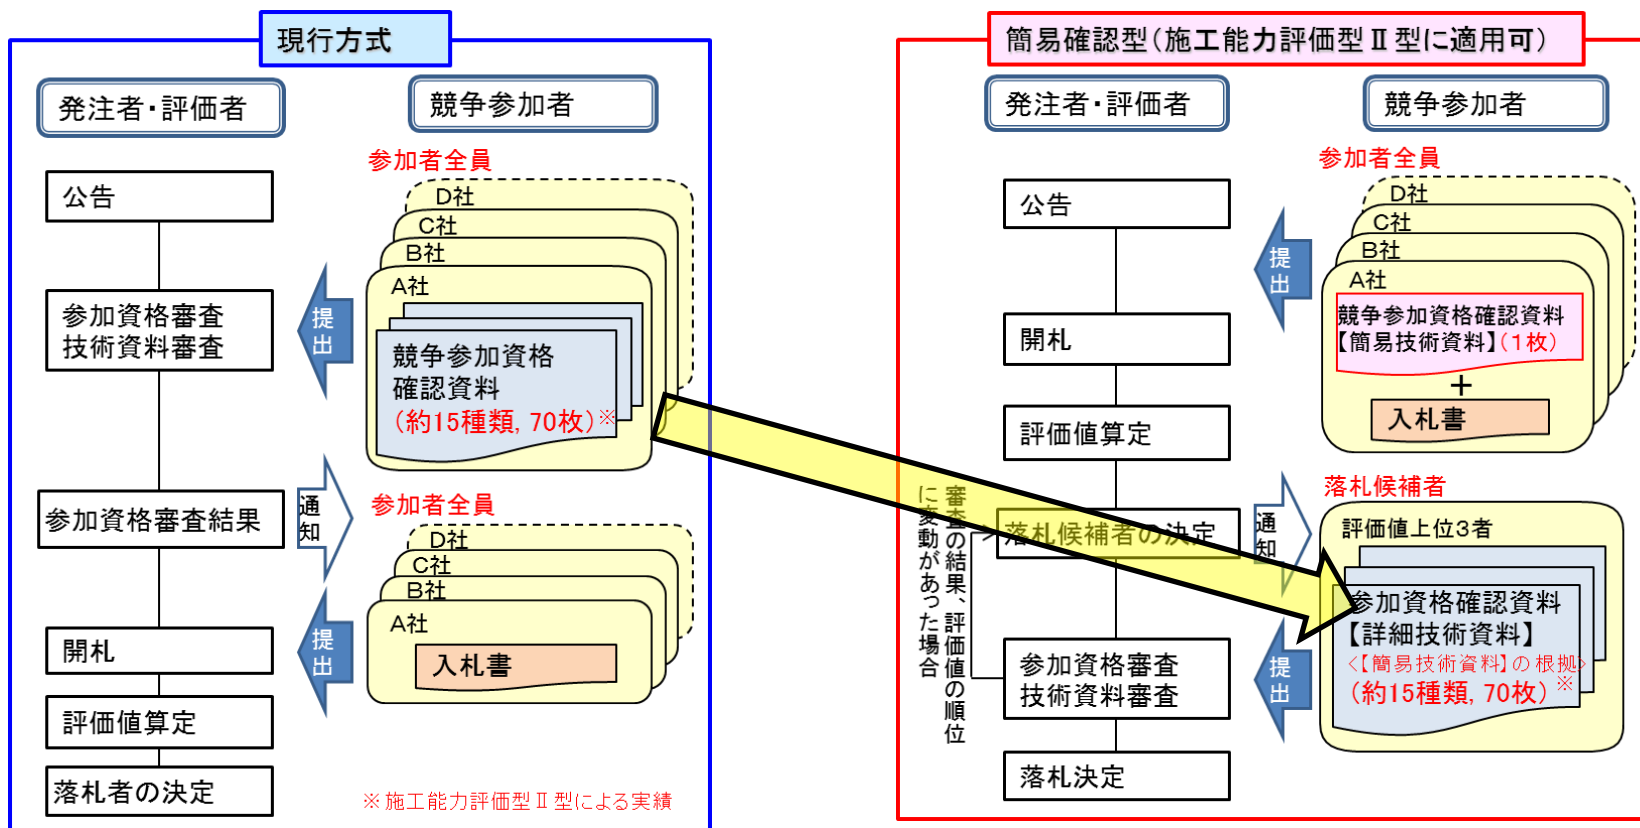 現行方式
発注者・評価者
競争参加者
参加者全員
公告
D社
C社
B社
A社
参加資格審査
技術資料審査
提出
競争参加資格
確認資料
(約15種類, 70枚)※
参加資格審査結果
通知
参加者全員
D社
C社
B社
A社
入札書
提出
開札
評価値算定
落札者の決定
※施工能力評価型Ⅱ型による実績
簡易確認型(施工能力評価型Ⅱ型に適用可)
発注者・評価者
競争参加者
参加者全員
公告
D社
C社
B社
A社
提出
競争参加資格確認資料
【簡易技術資料】(1枚)
+
入札書
開札
評価値算定
落札候補者
審査の結果、評価値の順位
に変動があった場合
落札候補者の決定
通知
評価値上位3者
参加資格確認資料
【詳細技術資料】
<【簡易技術資料】の根拠>
(約15種類, 70枚)※
提出
参加資格審査
技術資料審査
落札決定